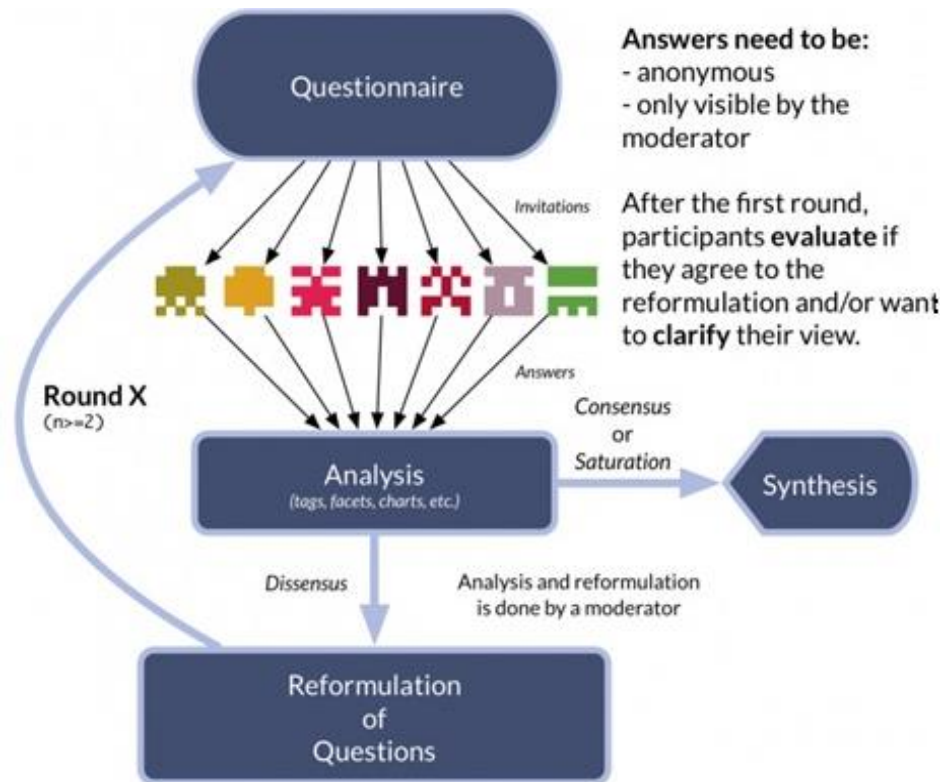 Questionnaire
Answers need to be:
- anonymous
- only visible by the
moderator
Invitations
After the first round,
participants evaluate if
they agree to the
reformulation and/or want
to clarify their view.
Answers
Round X
(n>=2)
Consensus
or
Saturation
Analysis
(tags, facets, charts, etc.)
Synthesis
Dissensus
Analysis and reformulation
is done by a moderator
Reformulation
of
Questions